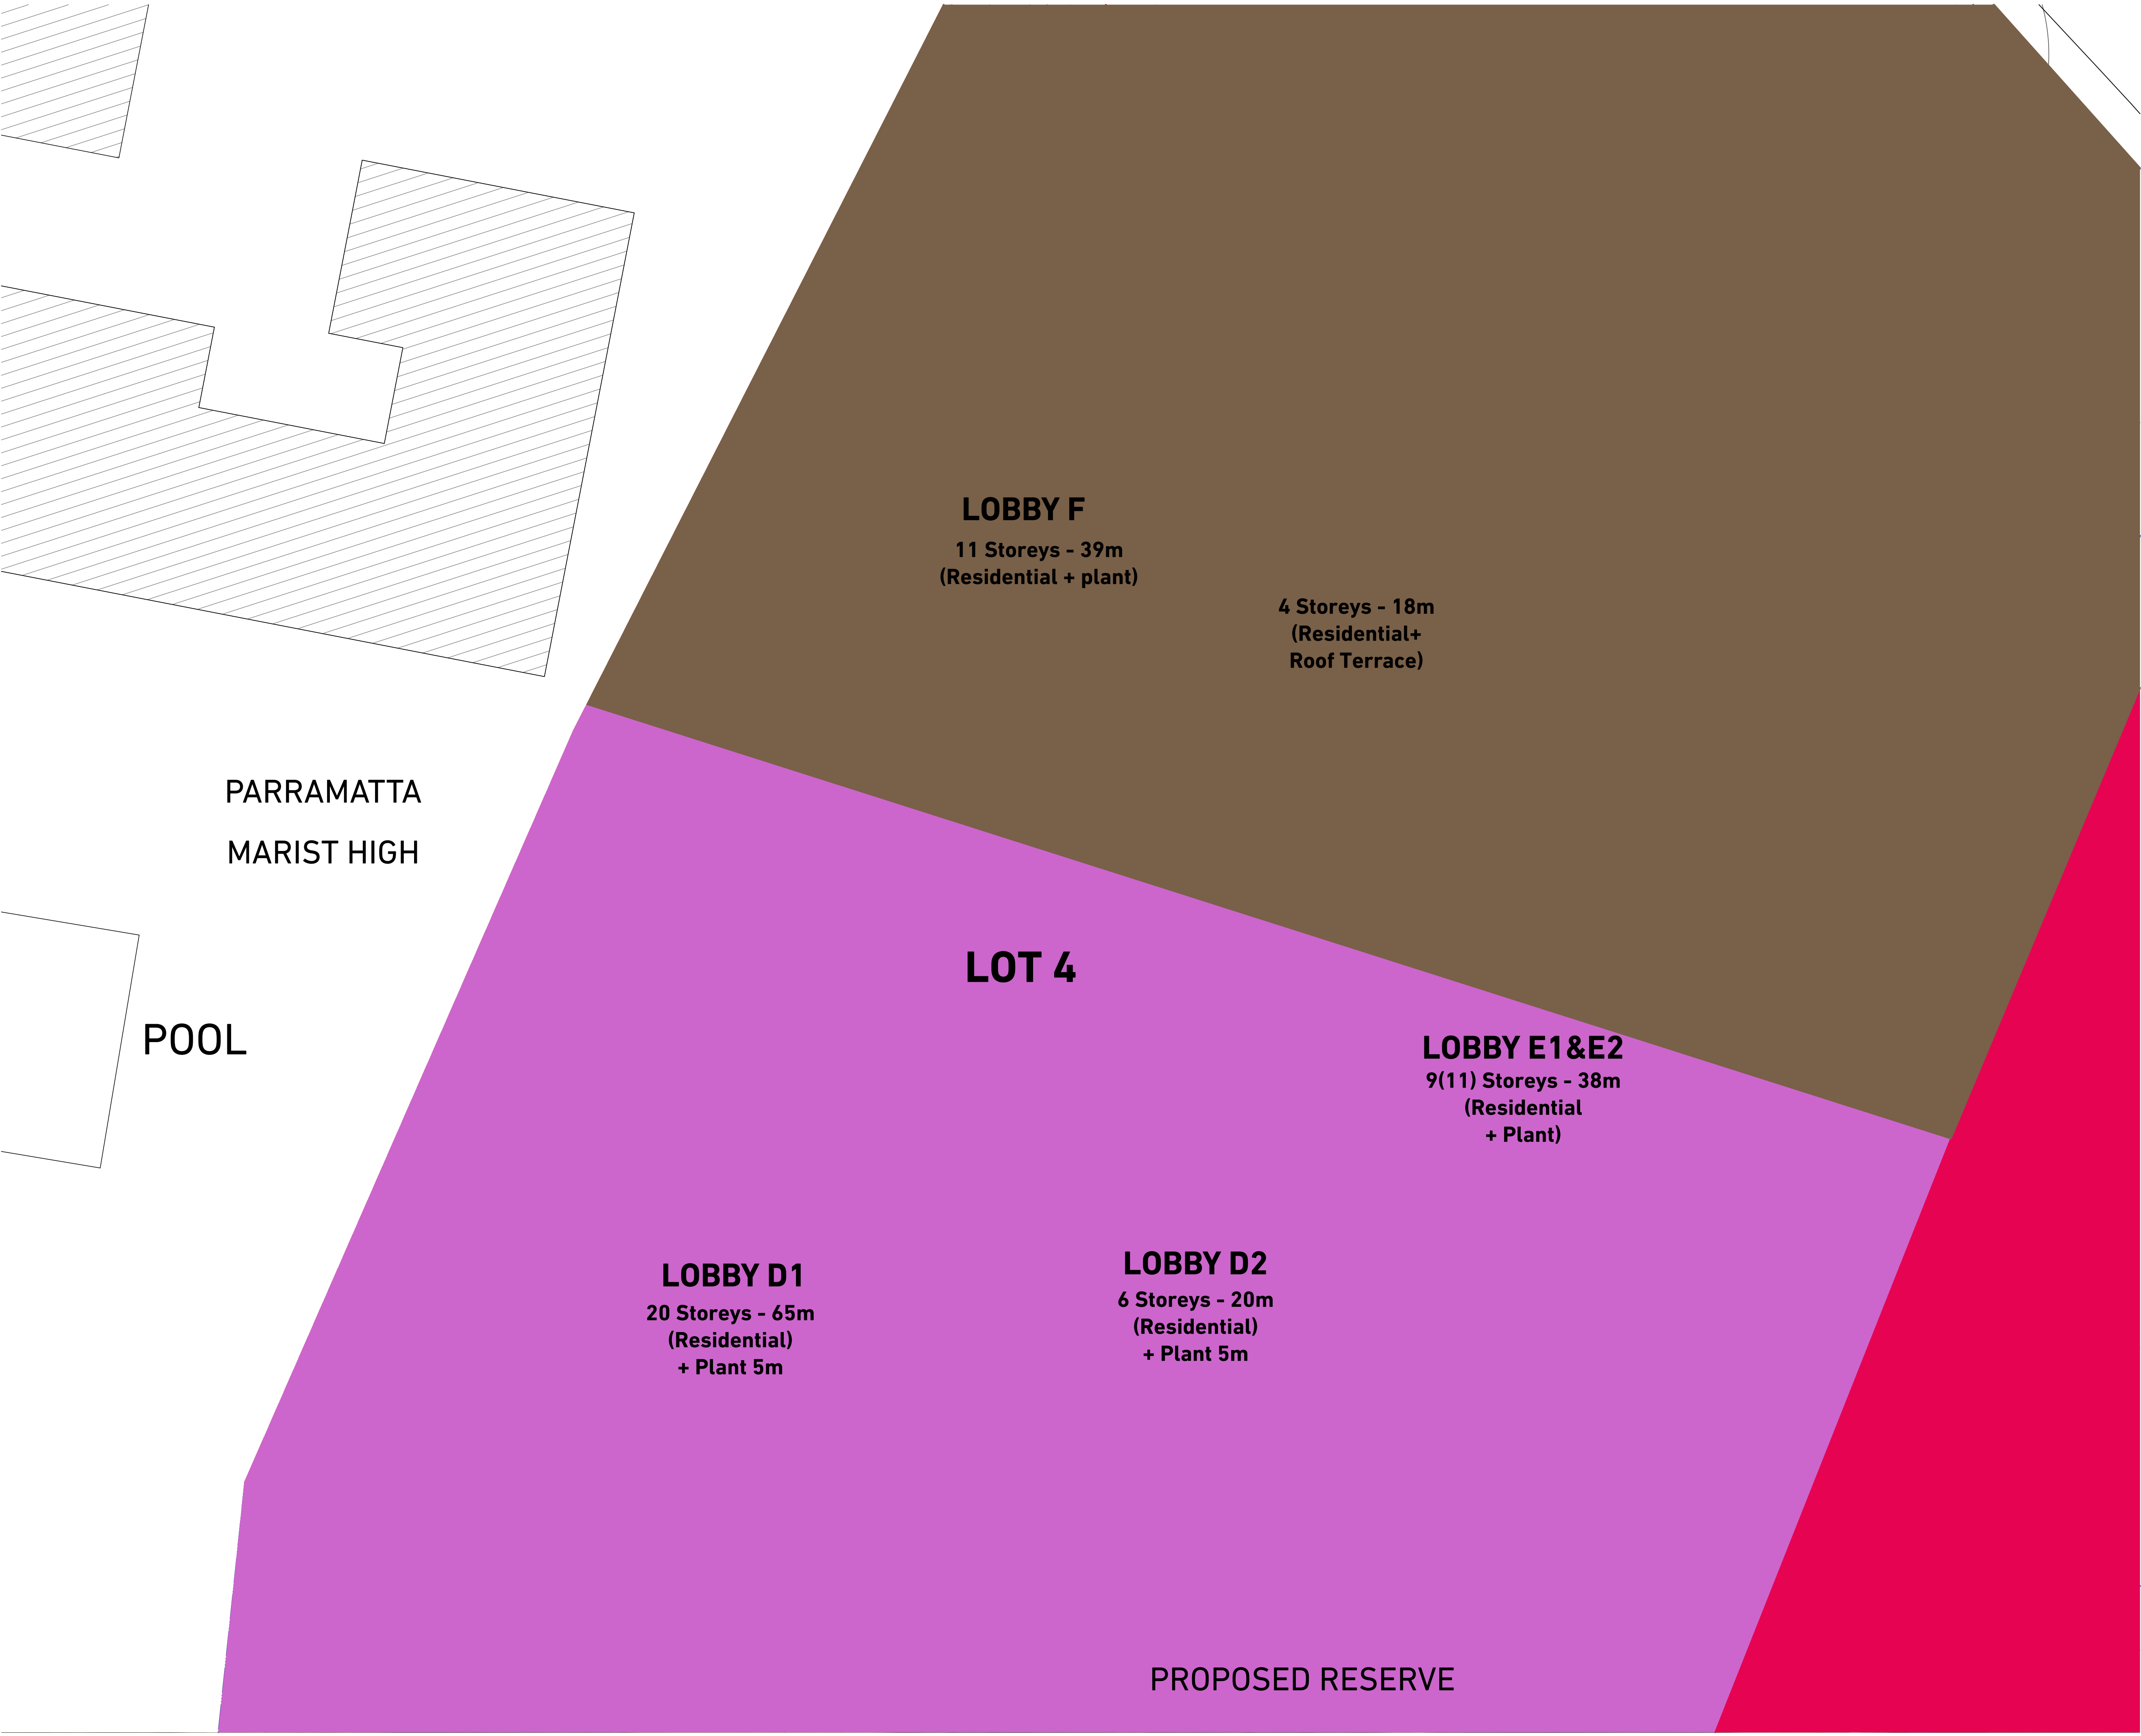 LOBBY F
11 Storeys - 39m
(Residential + plant)
4 Storeys - 18m
(Residential+
Roof Terrace)
PARRAMATTA
MARIST HIGH
LOT 4
POOL
LOBBY E1&E2
9(11) Storeys - 38m
(Residential
+ Plant)
LOBBY D1
20 Storeys - 65m
(Residential)
+ Plant 5m
LOBBY D2
6 Storeys - 20m
(Residential)
+ Plant 5m
PROPOSED RESERVE